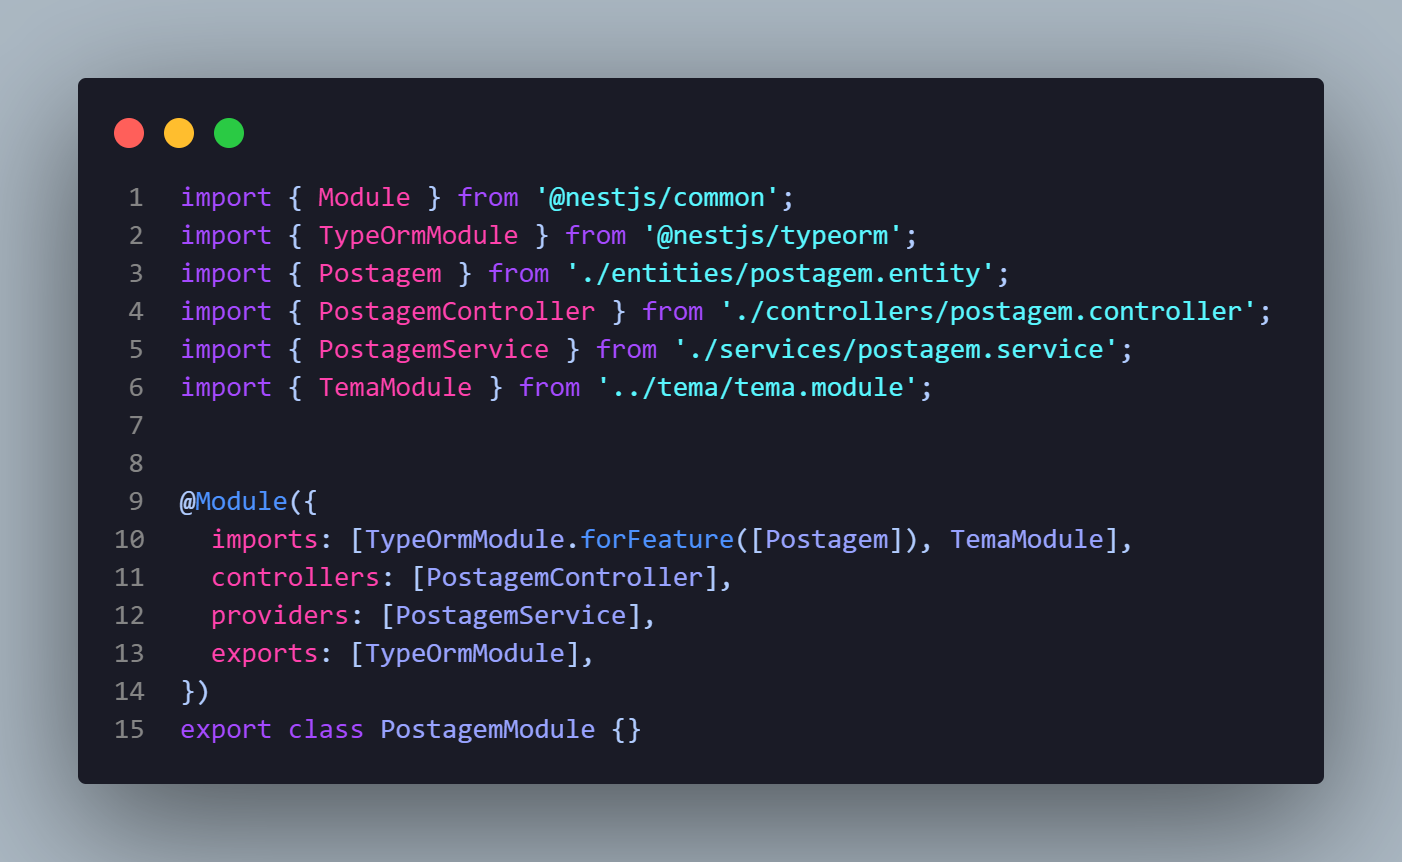 1 import { Module } from '@nestjs/common';
2 import { TypeOrmModule } from '@nestjs/typeorm';
3 import { Postagem } from './entities/postagem.entity';
4 import { PostagemController } from './controllers/postagem.controller';
5 import { PostagemService } from './services/postagem.service';
6 import { TemaModule } from '../tema/tema.module';
7
8
9 @Module({
10   imports: [TypeOrmModule.forFeature([Postagem]), TemaModule],
11   controllers: [PostagemController],
12   providers: [PostagemService],
13   exports: [TypeOrmModule],
14 })
15 export class PostagemModule {}